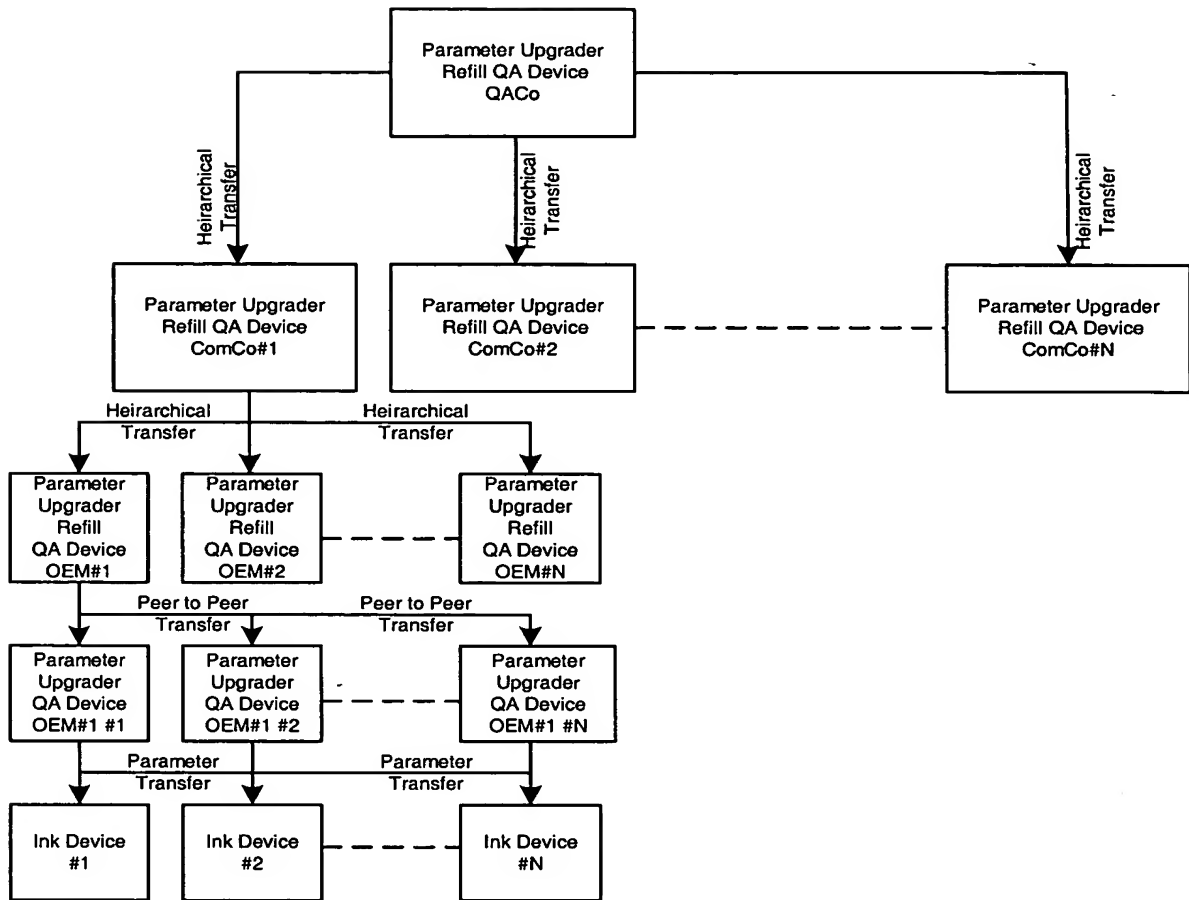 Parameter Upgrader
Refill QA Device
QACo
Heirarchical
Transfer
Heirarchical
Transfer
Heirarchical
Transfer
Parameter Upgrader
Refill QA Device
ComCo#1
Parameter Upgrader
Refill QA Device
ComCo#2
Parameter Upgrader
Refill QA Device
ComCo#N
Heirarchical
Transfer
Heirarchical
Transfer
Parameter
Upgrader
Refill
QA Device
OEM#1
Parameter
Upgrader
Refill
QA Device
OEM#2
Parameter
Upgrader
Refill
QA Device
OEM#N
Peer to Peer
Transfer
Peer to Peer
Transfer
Parameter
Upgrader
QA Device
OEM#1 #1
Parameter
Upgrader
QA Device
OEM#1 #2
Parameter
Upgrader
QA Device
OEM#1 #N
Parameter
Transfer
Parameter
Transfer
Ink Device
#1
Ink Device
#2
Ink Device
#N